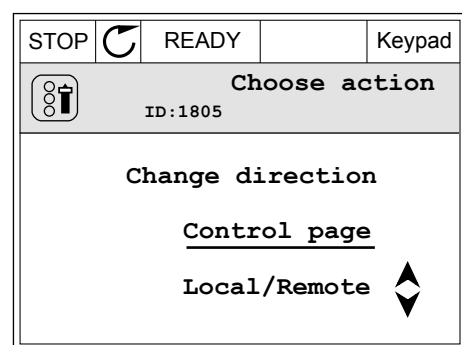 STOP READY Keypad
Choose action
ID:1805
Change direction
Control page
Local/Remote